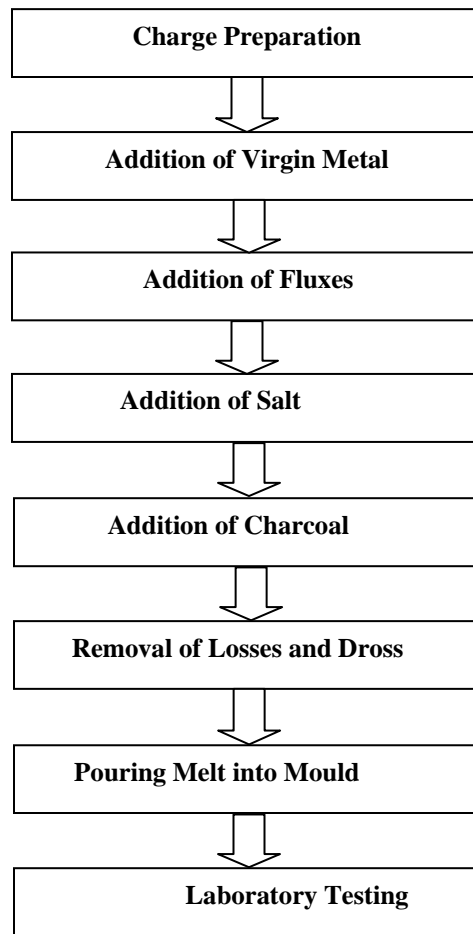 Charge Preparation
Addition of Virgin Metal
Addition of Fluxes
Addition of Salt
Addition of Charcoal
Removal of Losses and Dross
Pouring Melt into Mould
Laboratory Testing